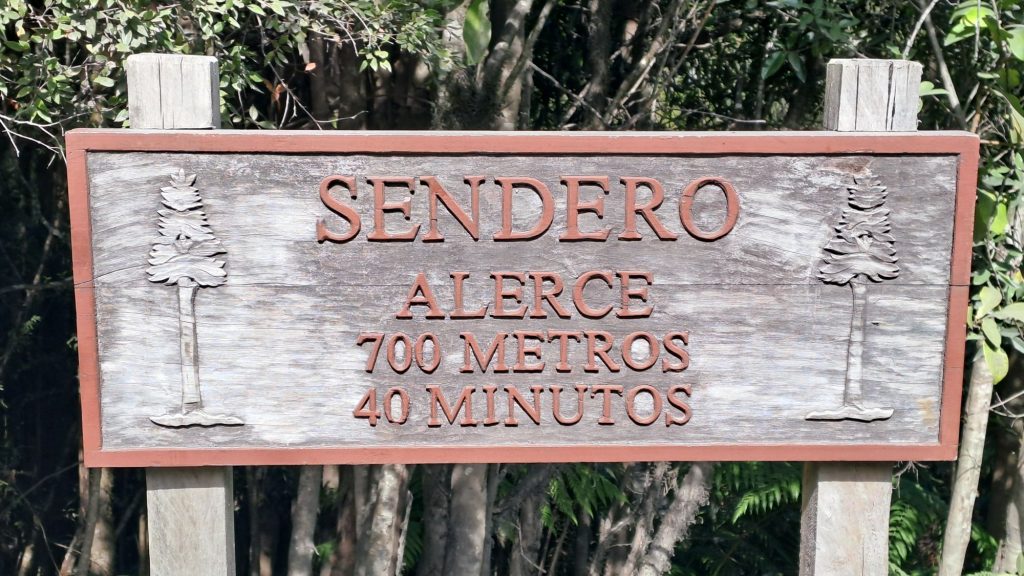 SENDERO
ALERCE
700 METROS
40 MINUTOS